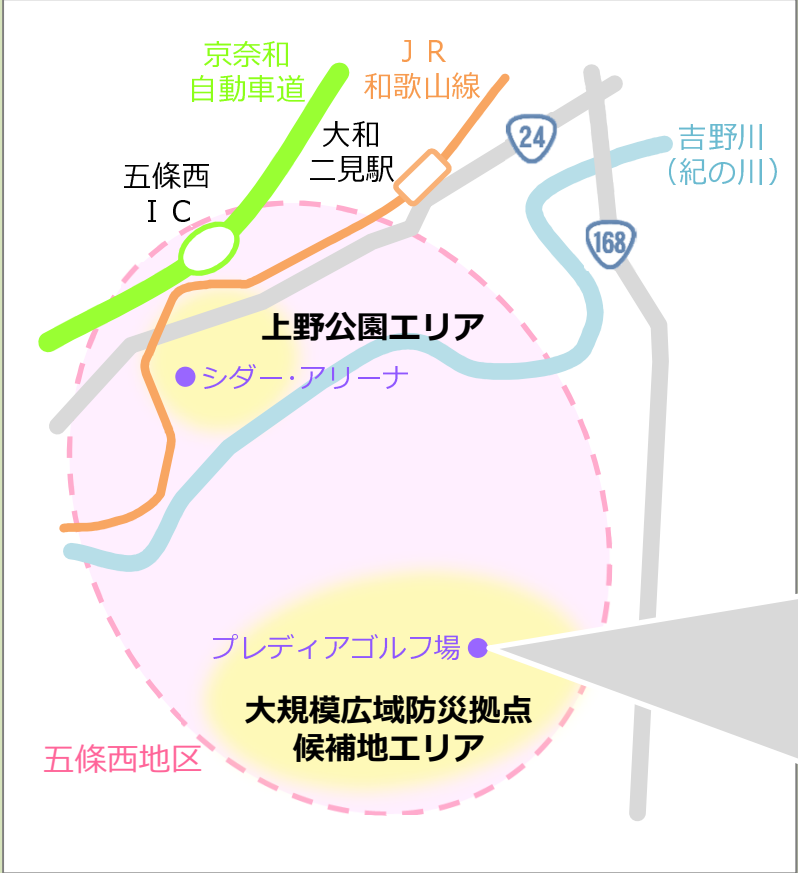 京奈和
自動車道
ＪＲ
和歌山線
大和
二見駅
24
吉野川
（紀の川）
五條西
ＩＣ
168
上野公園エリア
シダー・アリーナ
プレディアゴルフ場
大規模広域防災拠点
候補地エリア
五條西地区